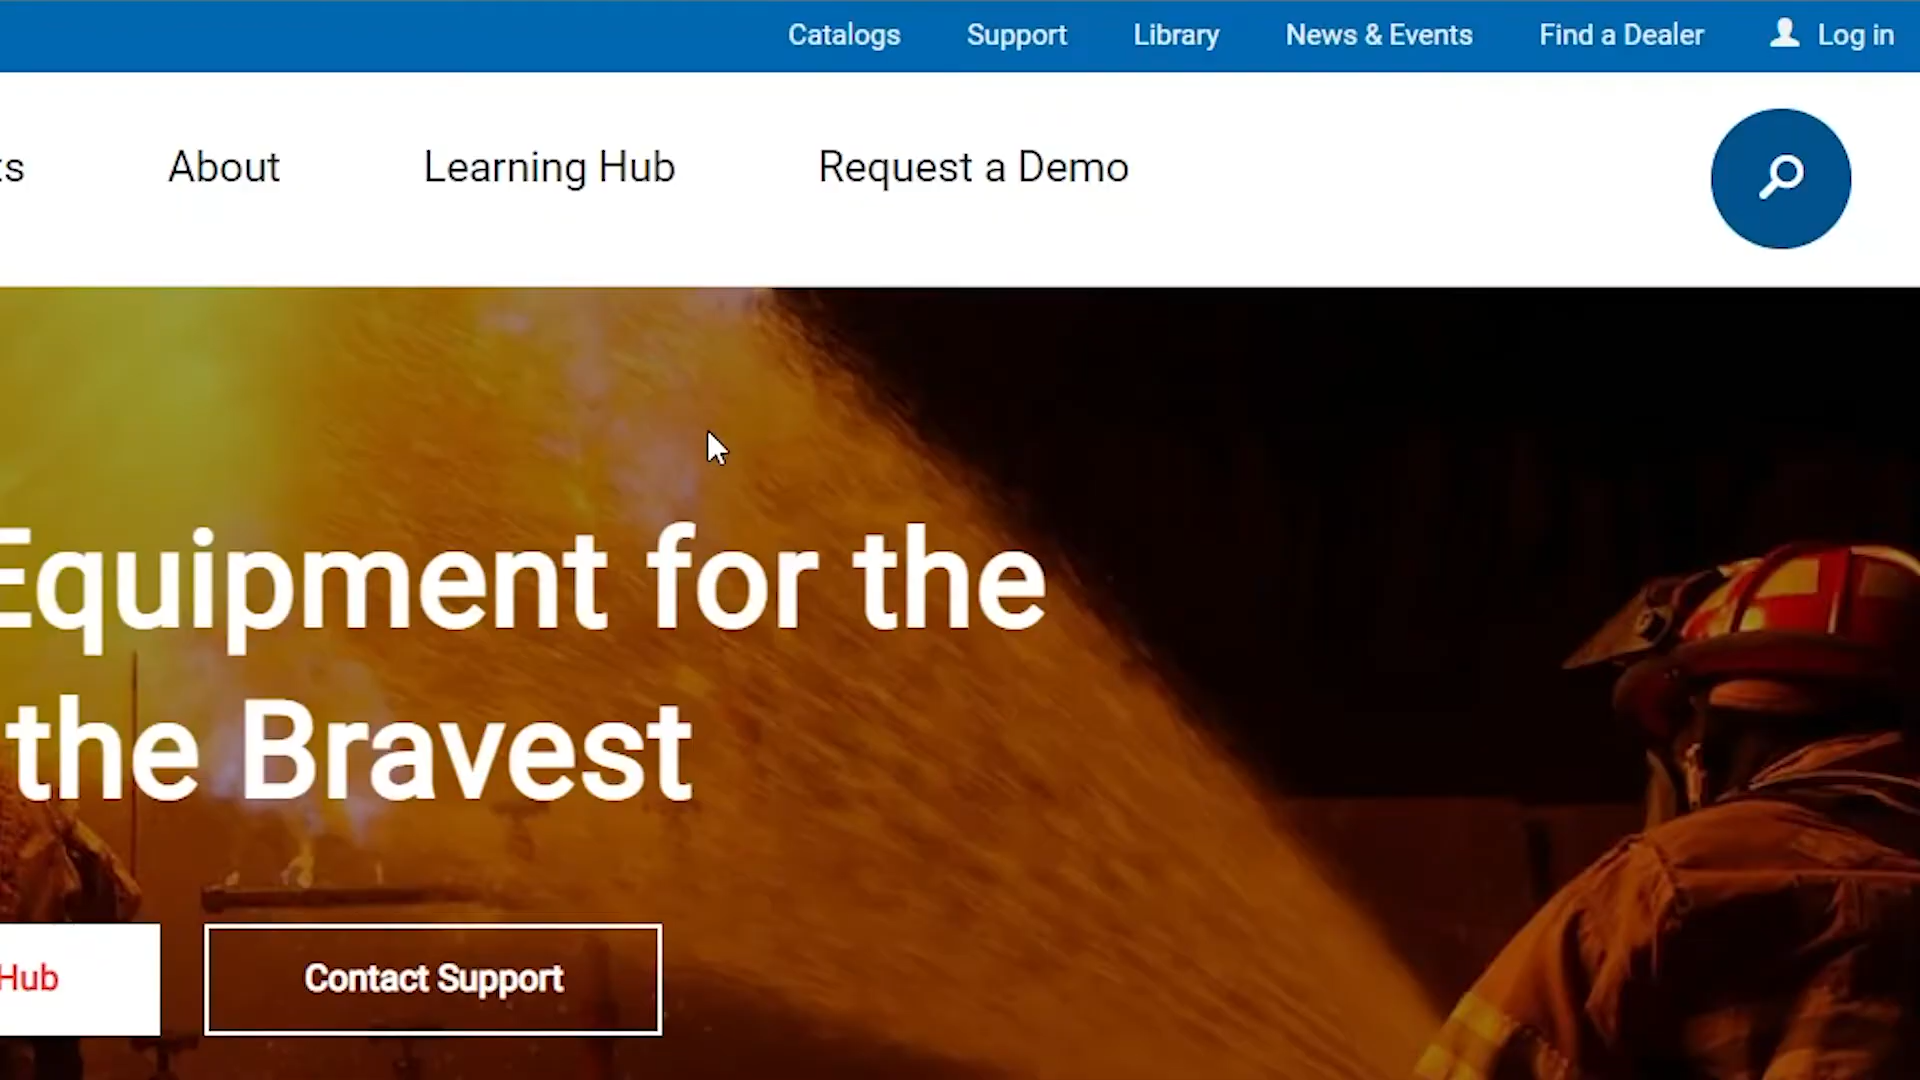 Catalogs Support Library News & Events Find a Dealer Log in
ts About Learning Hub Request a Demo
Equipment for the
the Bravest
Hub Contact Support